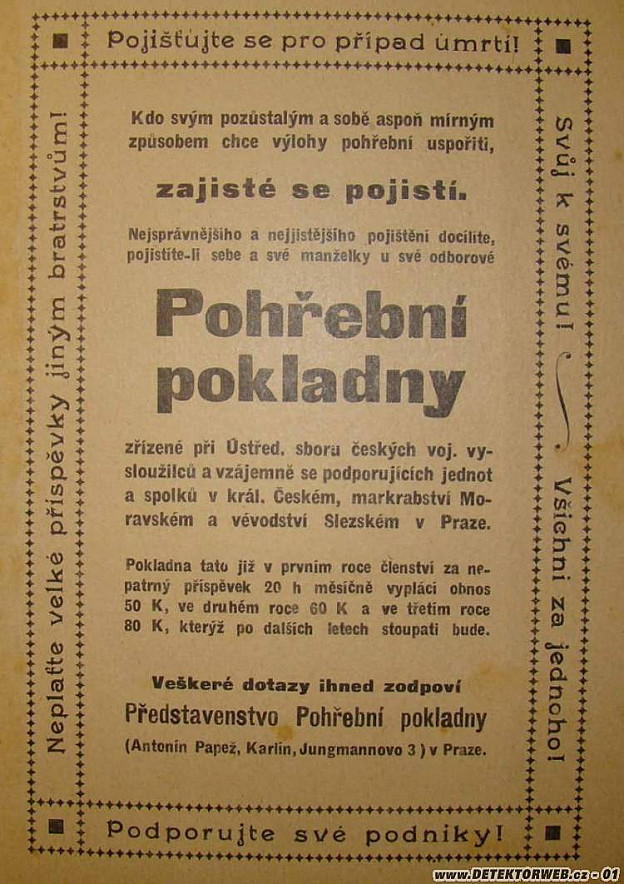 Pojišťujte se pro případ úmrtí!
Neplaťte velké příspěvky jiným bratrstvům!
Kdo svým pozůstalým a sobě aspoň mírným
způsobem chce výlohy pohřební uspořiti,
zajisté se pojistí.
Nejsprávnějšího a nejjistějšího pojištění docílíte,
pojistíte-li sebe a své manželky u své odborové
Pohřební
pokladny
zřízené při Ústřed. sboru českých voj. vy-
sloužilců a vzájemně se podporujících jednot
a spolků v král. Českém, markrabství Mo-
ravském a vévodství Slezském v Praze.
Pokladna tato již v prvním roce členství za ne-
patrný příspěvek 20 h měsíčně vyplácí obnos
50 K, ve druhém roce 60 K a ve třetím roce
80 K, kterýž po dalších letech stoupati bude.
Veškeré dotazy ihned zodpoví
Představenstvo Pohřební pokladny
(Antonín Papež, Karlín, Jungmannovo 3) v Praze.
Svůj k svému! Všichni za jednoho!
Podporujte své podniky!
www.DETEKTORWEB.cz - 01